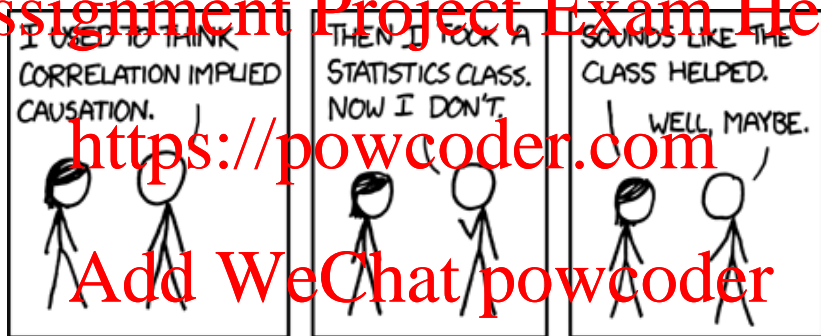 ssignment Project Exam He
I USED TO THINK
CORRELATION IMPLIED
CAUSATION.
THEN I TOOK A
STATISTICS CLASS.
NOW I DON'T.
SOUNDS LIKE THE
CLASS HELPED.
WELL, MAYBE.
https://powcoder.com
Add WeChat powcoder